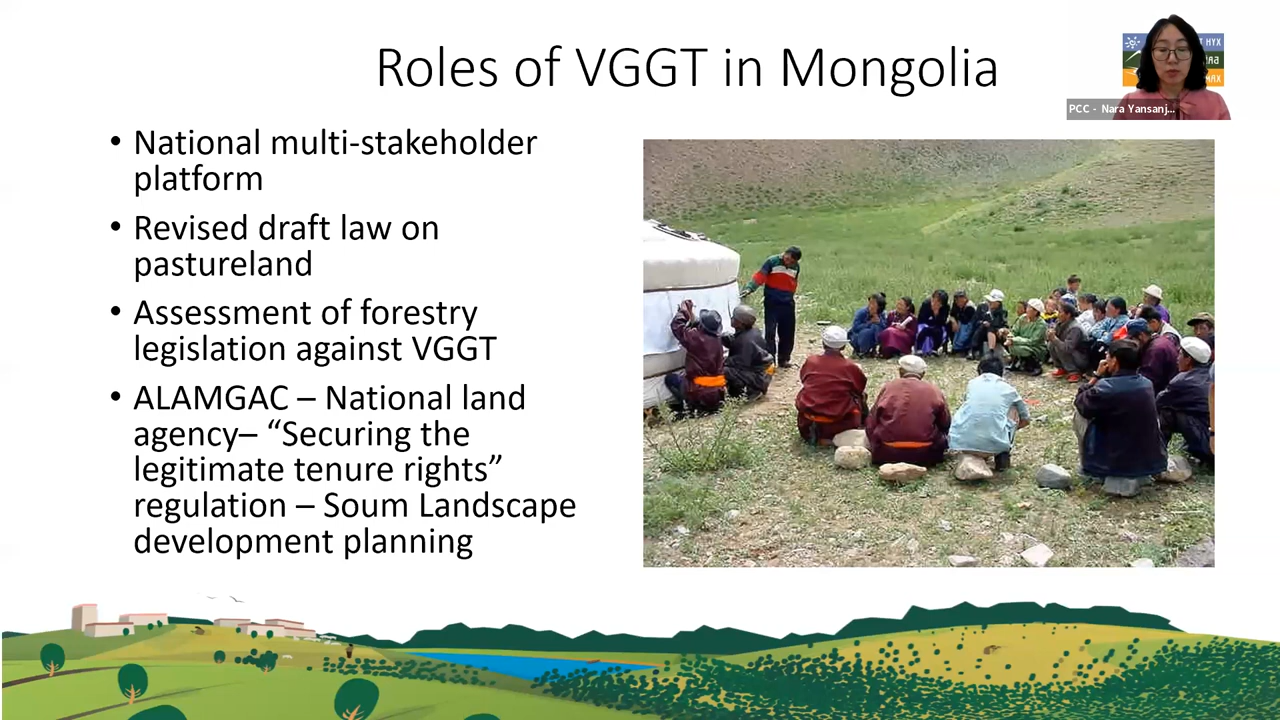 Roles of VGGT in Mongolia
PCC - Nara Yansanj...
• National multi-stakeholder
platform
• Revised draft law on
pastureland
• Assessment of forestry
legislation against VGGT
• ALAMGAC – National land
agency– “Securing the
legitimate tenure rights”
regulation – Soum Landscape
development planning